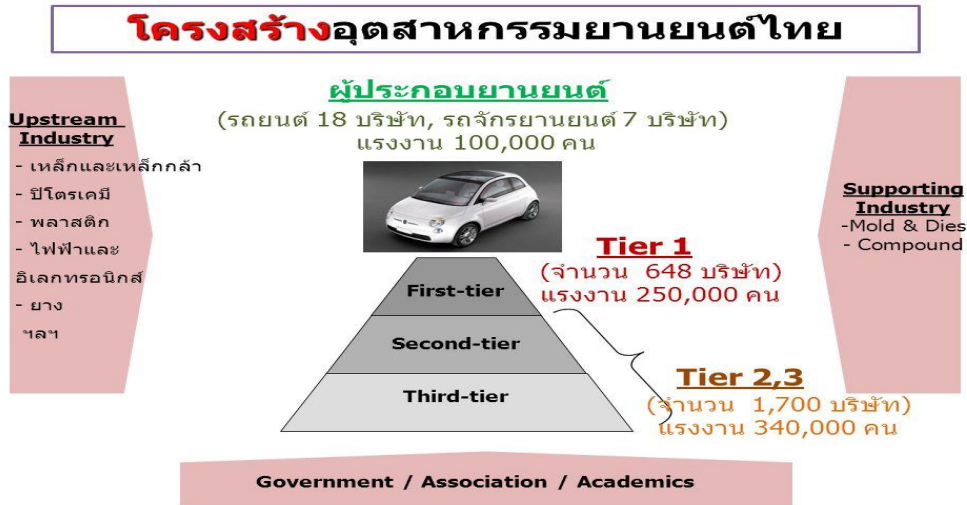 โครงสร้างอุตสาหกรรมยานยนต์ไทย
ผู้ประกอบยานยนต์
(รถยนต์ 18 บริษัท, รถจักรยานยนต์ 7 บริษัท)
แรงงาน 100,000 คน
Upstream
Industry
- เหล็กและเหล็กกล้า
- ปิโตรเคมี
- พลาสติก
- ไฟฟ้าและ
อิเลกทรอนิกส์
- ยาง
ฯลฯ
Supporting
Industry
-Mold & Dies
- Compound
Tier 1
(จำนวน 648 บริษัท)
แรงงาน 250,000 คน
First-tier
Second-tier
Third-tier
Tier 2,3
(จำนวน 1,700 บริษัท)
แรงงาน 340,000 คน
Government / Association / Academics